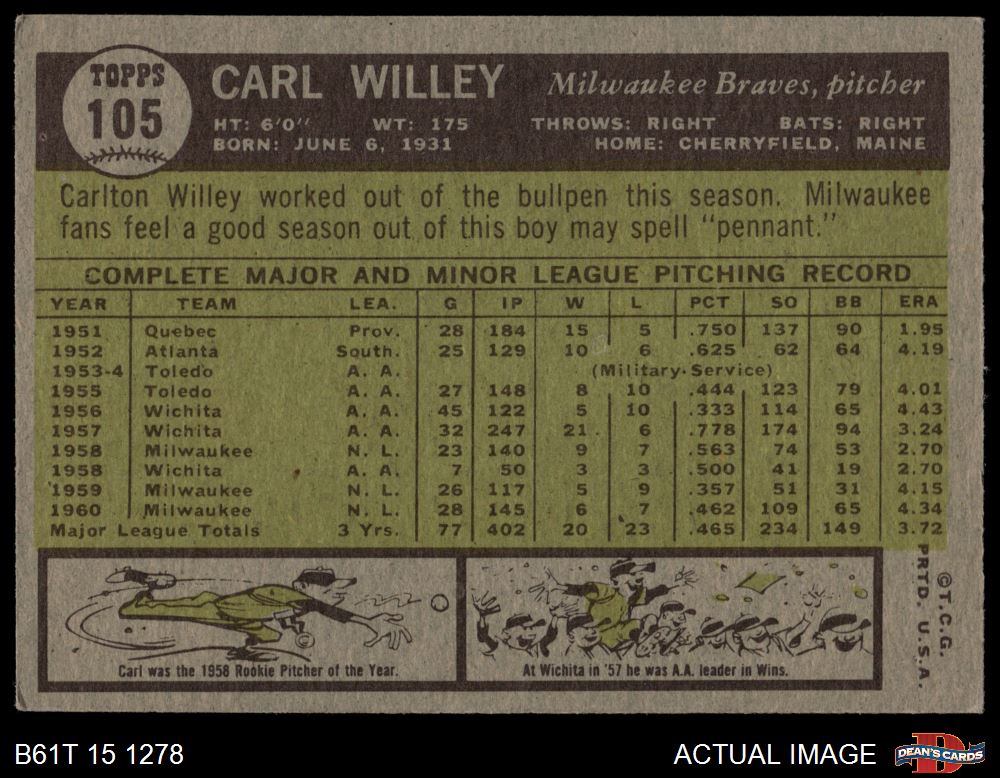 TOPPS
105
CARL WILLEY Milwaukee Braves, pitcher
HT: 6'0" WT: 175 THROWS: RIGHT BATS: RIGHT
BORN: JUNE 6, 1931 HOME: CHERRYFIELD, MAINE
Carlton Willey worked out of the bullpen this season. Milwaukee
fans feel a good season out of this boy may spell "pennant."
COMPLETE MAJOR AND MINOR LEAGUE PITCHING RECORD
YEAR TEAM LEA. G IP W L PCT SO BB ERA
1951 Quebec Prov. 28 184 15 5 .750 137 90 1.95
1952 Atlanta South. 25 129 10 6 .625 62 64 4.19
1953-4 Toledo A. A. (Military Service)
1955 Toledo A. A. 27 148 8 10 .444 123 79 4.01
1956 Wichita A. A. 45 122 5 10 .333 114 65 4.43
1957 Wichita A. A. 32 247 21 6 .778 174 94 3.24
1958 Milwaukee N. L. 23 140 9 7 .563 74 53 2.70
1958 Wichita A. A. 7 50 3 3 .500 41 19 2.70
1959 Milwaukee N. L. 26 117 5 9 .357 51 31 4.15
1960 Milwaukee N. L. 28 145 6 7 .462 109 65 4.34
Major League Totals 3 Yrs. 77 402 20 23 .465 234 149 3.72
Carl was the 1958 Rookie Pitcher of the Year.
At Wichita in '57 he was A.A. leader in Wins.
©T.C.G.
PRTD. U.S.A.
B61T 15 1278
ACTUAL IMAGE
DEAN'S CARDS